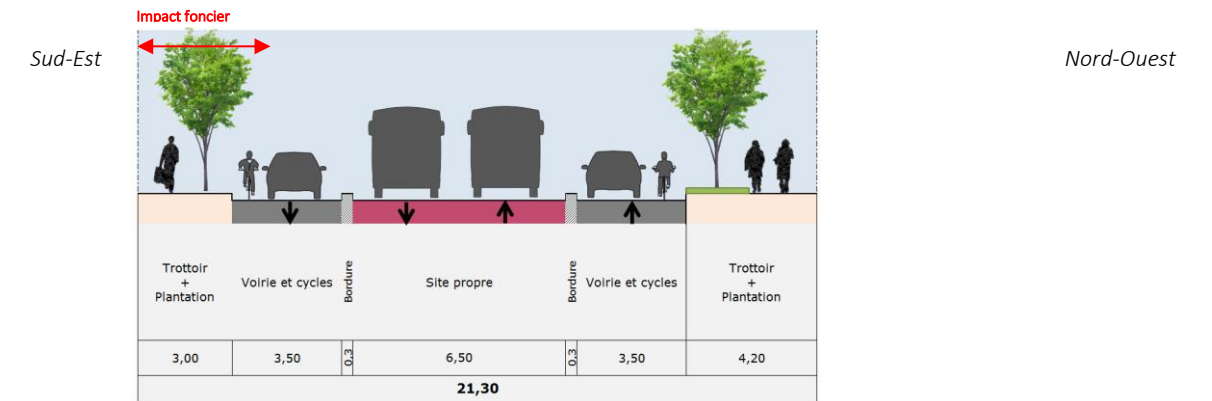 Impact foncier
Sud-Est
Nord-Ouest
Trottoir
+
Plantation
Voirie et cycles
Bordure
Site propre
Bordure
Voirie et cycles
Trottoir
+
Plantation
3,00
3,50
0,3
6,50
0,3
3,50
4,20
21,30